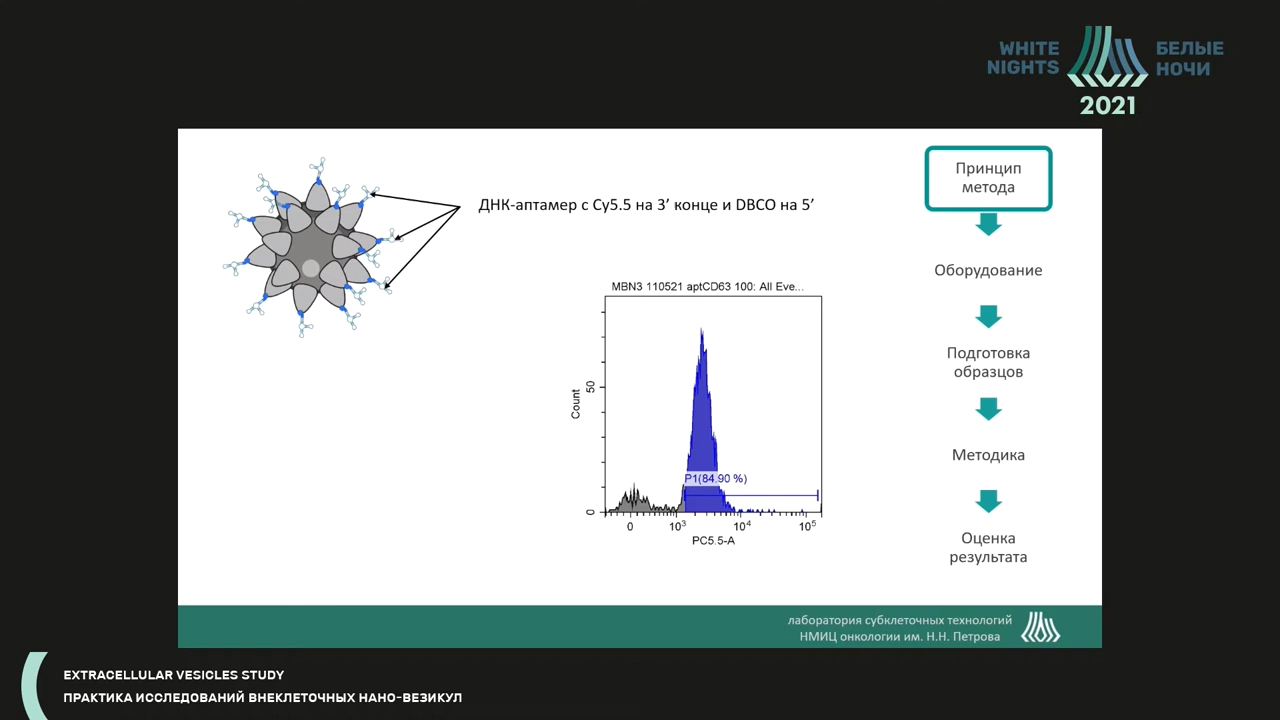 WHITE NIGHTS
БЕЛЫЕ НОЧИ
2021
Принцип
метода
ДНК-аптамер с Cy5.5 на 3′ конце и DBCO на 5′
Оборудование
MBN3 110521 aptCD63 100: All Eve...
Count
50
0
P1(84.90 %)
0
10³
10⁴
10⁵
PC5.5-A
Подготовка
образцов
Методика
Оценка
результата
лаборатория субклеточных технологий
НМИЦ онкологии им. Н.Н. Петрова
EXTRACELLULAR VESICLES STUDY
ПРАКТИКА ИССЛЕДОВАНИЙ ВНЕКЛЕТОЧНЫХ НАНО-ВЕЗИКУЛ